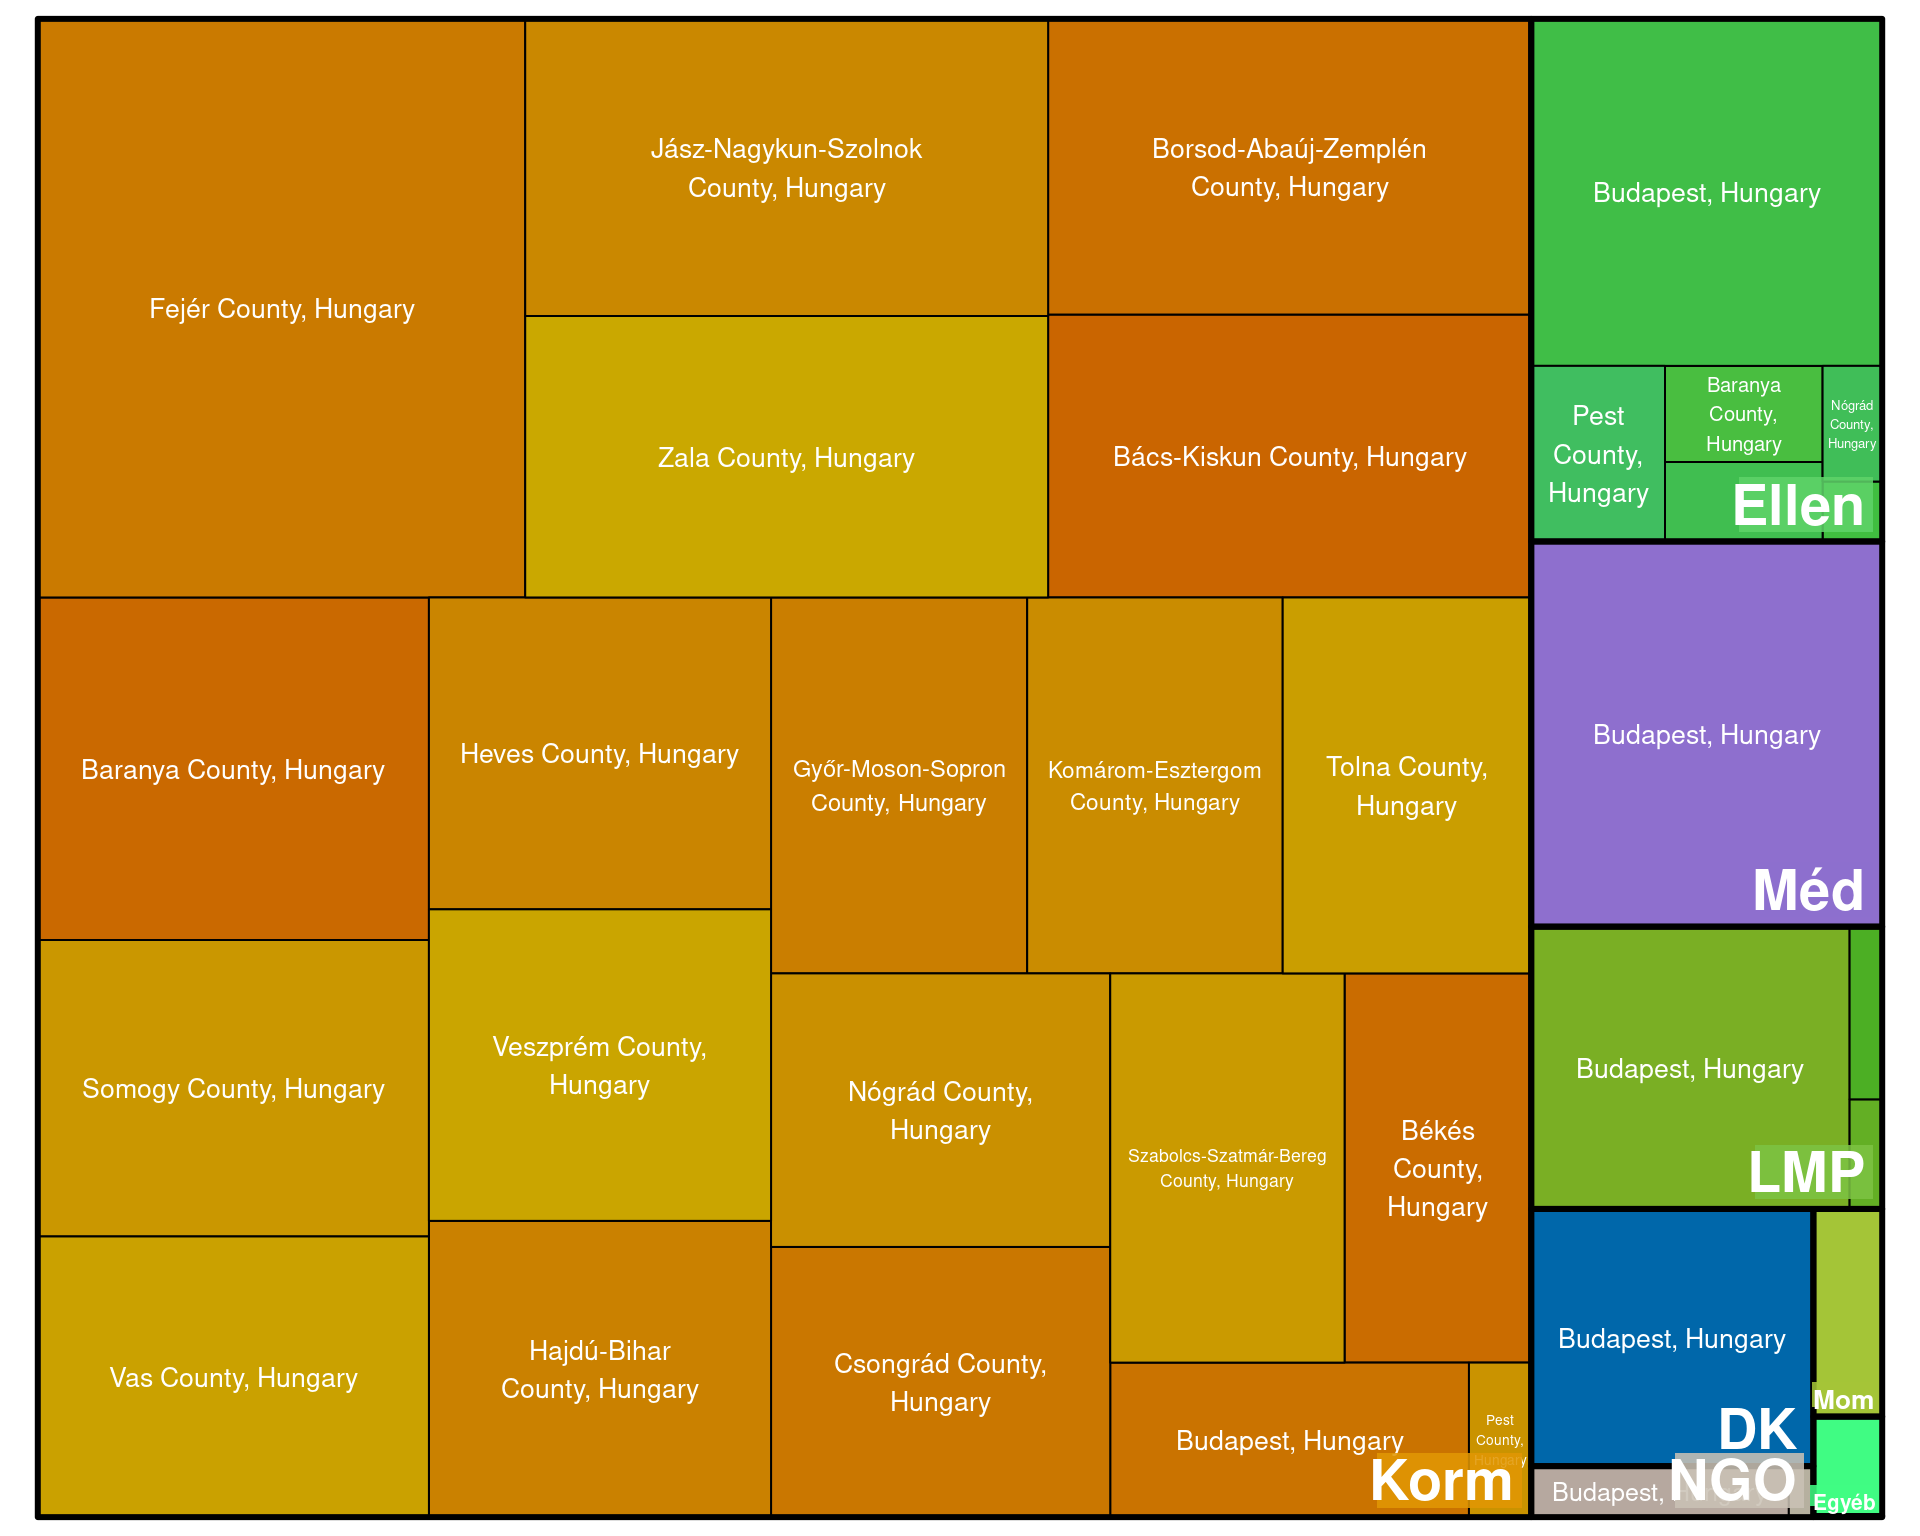 Fejér County, Hungary
Jász-Nagykun-Szolnok
County, Hungary
Borsod-Abaúj-Zemplén
County, Hungary
Zala County, Hungary
Bács-Kiskun County, Hungary
Baranya County, Hungary
Heves County, Hungary
Győr-Moson-Sopron
County, Hungary
Komárom-Esztergom
County, Hungary
Tolna County,
Hungary
Somogy County, Hungary
Veszprém County,
Hungary
Nógrád County,
Hungary
Szabolcs-Szatmár-Bereg
County, Hungary
Békés
County,
Hungary
Vas County, Hungary
Hajdú-Bihar
County, Hungary
Csongrád County,
Hungary
Budapest, Hungary
Pest
County,
Hungary
Korm
Budapest, Hungary
Pest
County,
Hungary
Baranya
County,
Hungary
Nógrád
County,
Hungary
Ellen
Budapest, Hungary
Méd
Budapest, Hungary
LMP
Budapest, Hungary
DK
Mom
Budapest, Hungary
NGO
Egyéb